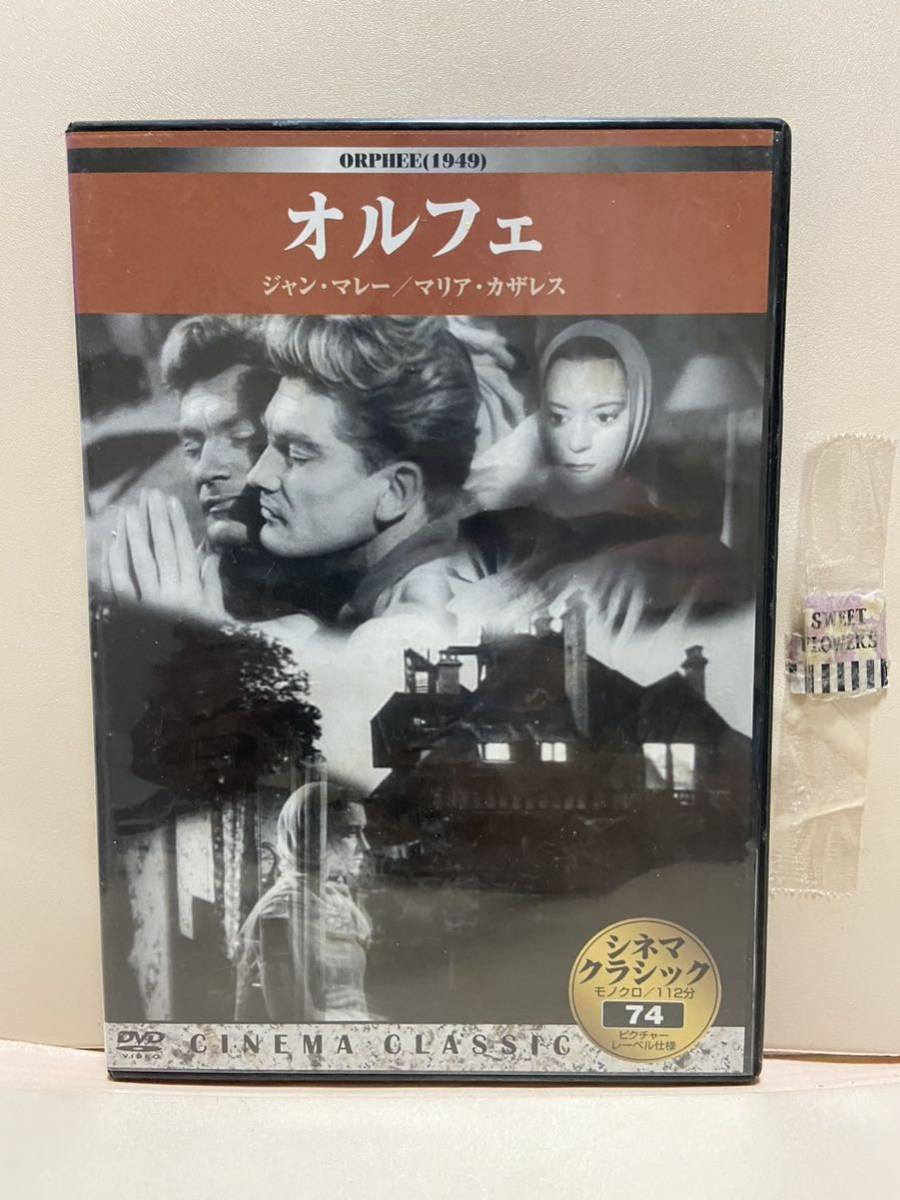 ORPHEE(1949)
オルフェ
ジャン・マレー／マリア・カザレス
SWEET
FLOWERS
シネマ
クラシック
モノクロ／112分
74
ピクチャー
レーベル仕様
DVD
VIDEO
CINEMA CLASSIC